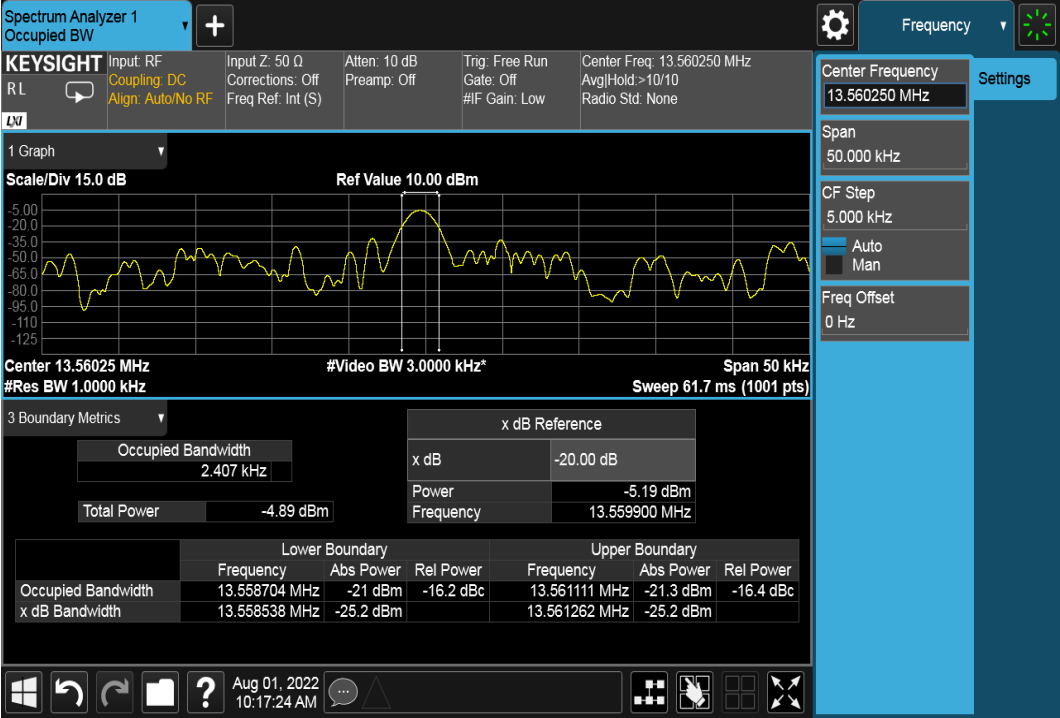 Spectrum Analyzer 1
Occupied BW
▼
+
Frequency ▼
KEYSIGHT
RL
LXI
Input: RF
Coupling: DC
Align: Auto/No RF
Input Z: 50 Ω
Corrections: Off
Freq Ref: Int (S)
Atten: 10 dB
Preamp: Off
Trig: Free Run
Gate: Off
#IF Gain: Low
Center Freq: 13.560250 MHz
Avg|Hold:>10/10
Radio Std: None
Center Frequency
13.560250 MHz
Settings
Span
50.000 kHz
CF Step
5.000 kHz
Auto
Man
Freq Offset
0 Hz
1 Graph ▼
Scale/Div 15.0 dB
Ref Value 10.00 dBm
-5.00
-20.0
-35.0
-50.0
-65.0
-80.0
-95.0
-110
-125
Center 13.56025 MHz
#Video BW 3.0000 kHz*
Span 50 kHz
#Res BW 1.0000 kHz
Sweep 61.7 ms (1001 pts)
3 Boundary Metrics ▼
Occupied Bandwidth
2.407 kHz
Total Power -4.89 dBm
x dB Reference
x dB -20.00 dB
Power -5.19 dBm
Frequency 13.559900 MHz
Lower Boundary Upper Boundary
Frequency Abs Power Rel Power Frequency Abs Power Rel Power
Occupied Bandwidth 13.558704 MHz -21 dBm -16.2 dBc 13.561111 MHz -21.3 dBm -16.4 dBc
x dB Bandwidth 13.558538 MHz -25.2 dBm 13.561262 MHz -25.2 dBm
?
Aug 01, 2022
10:17:24 AM